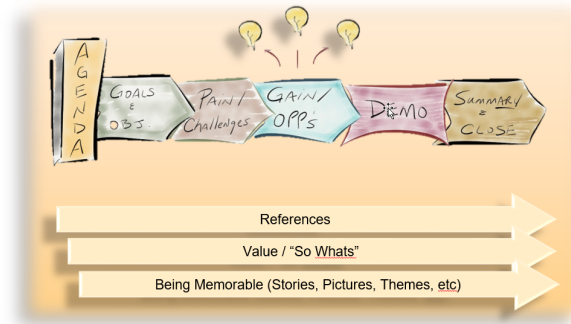 AGENDA
GOALS
&
OBJ.
PAIN/
Challenges
GAIN/
OPP's
DEMO
SUMMARY
&
CLOSE
References
Value / “So Whats”
Being Memorable (Stories, Pictures, Themes, etc)